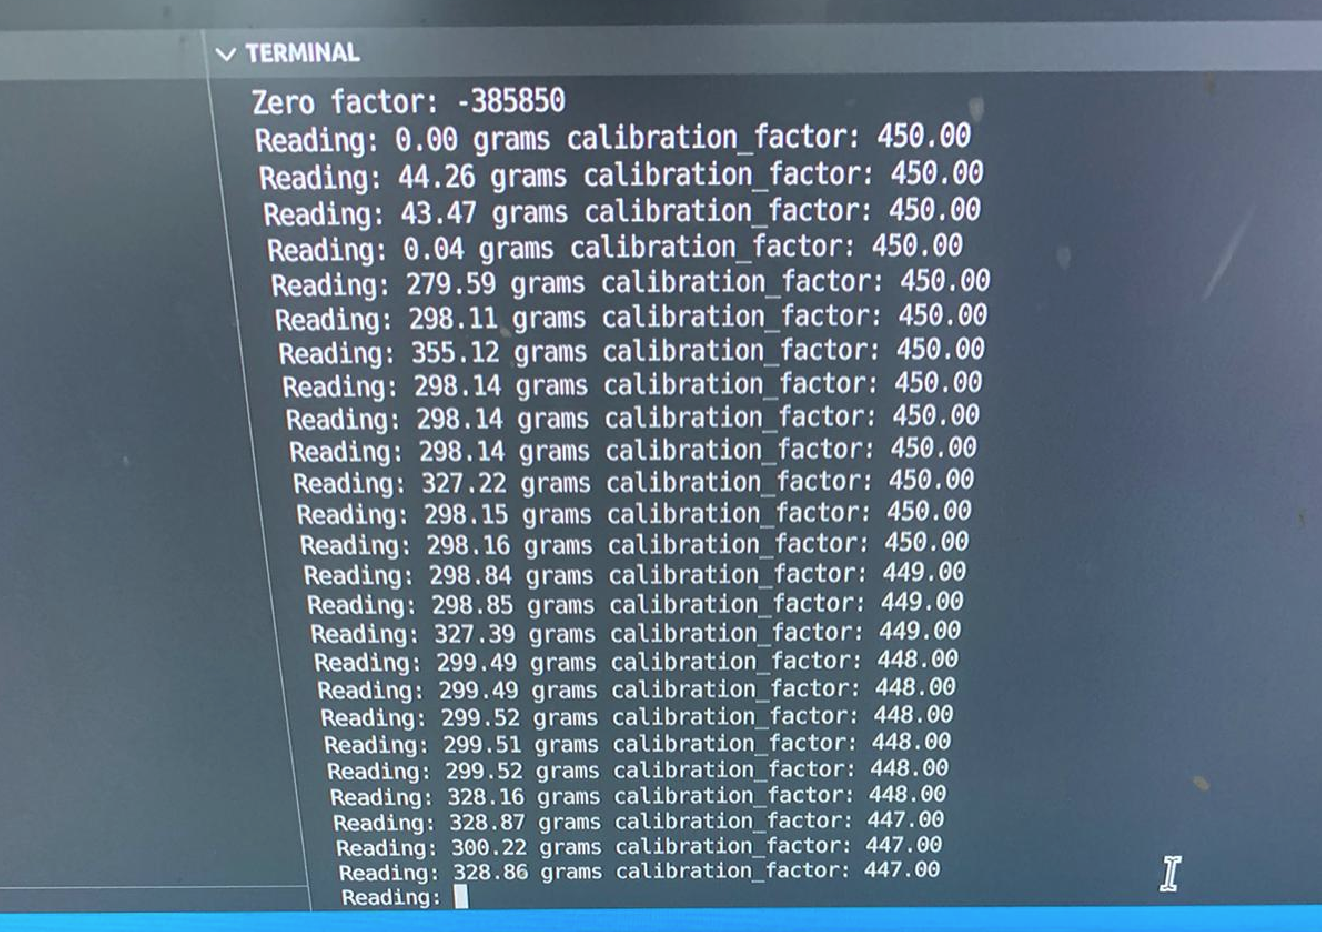 TERMINAL
Zero factor: -385850
Reading: 0.00 grams calibration_factor: 450.00
Reading: 44.26 grams calibration_factor: 450.00
Reading: 43.47 grams calibration_factor: 450.00
Reading: 0.04 grams calibration_factor: 450.00
Reading: 279.59 grams calibration_factor: 450.00
Reading: 298.11 grams calibration_factor: 450.00
Reading: 355.12 grams calibration_factor: 450.00
Reading: 298.14 grams calibration_factor: 450.00
Reading: 298.14 grams calibration_factor: 450.00
Reading: 298.14 grams calibration_factor: 450.00
Reading: 327.22 grams calibration_factor: 450.00
Reading: 298.15 grams calibration_factor: 450.00
Reading: 298.16 grams calibration_factor: 450.00
Reading: 298.84 grams calibration_factor: 449.00
Reading: 298.85 grams calibration_factor: 449.00
Reading: 327.39 grams calibration_factor: 449.00
Reading: 299.49 grams calibration_factor: 448.00
Reading: 299.49 grams calibration_factor: 448.00
Reading: 299.52 grams calibration_factor: 448.00
Reading: 299.51 grams calibration_factor: 448.00
Reading: 299.52 grams calibration_factor: 448.00
Reading: 328.16 grams calibration_factor: 448.00
Reading: 328.87 grams calibration_factor: 447.00
Reading: 300.22 grams calibration_factor: 447.00
Reading: 328.86 grams calibration_factor: 447.00
Reading: